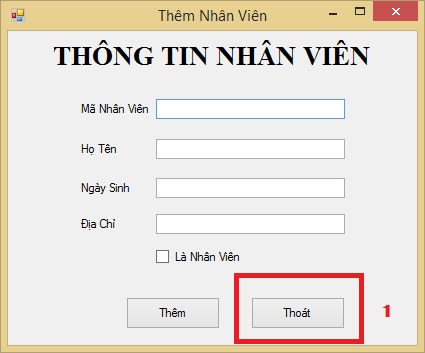 Thêm Nhân Viên
THÔNG TIN NHÂN VIÊN
Mã Nhân Viên
Họ Tên
Ngày Sinh
Địa Chỉ
Là Nhân Viên
Thêm Thoát 1